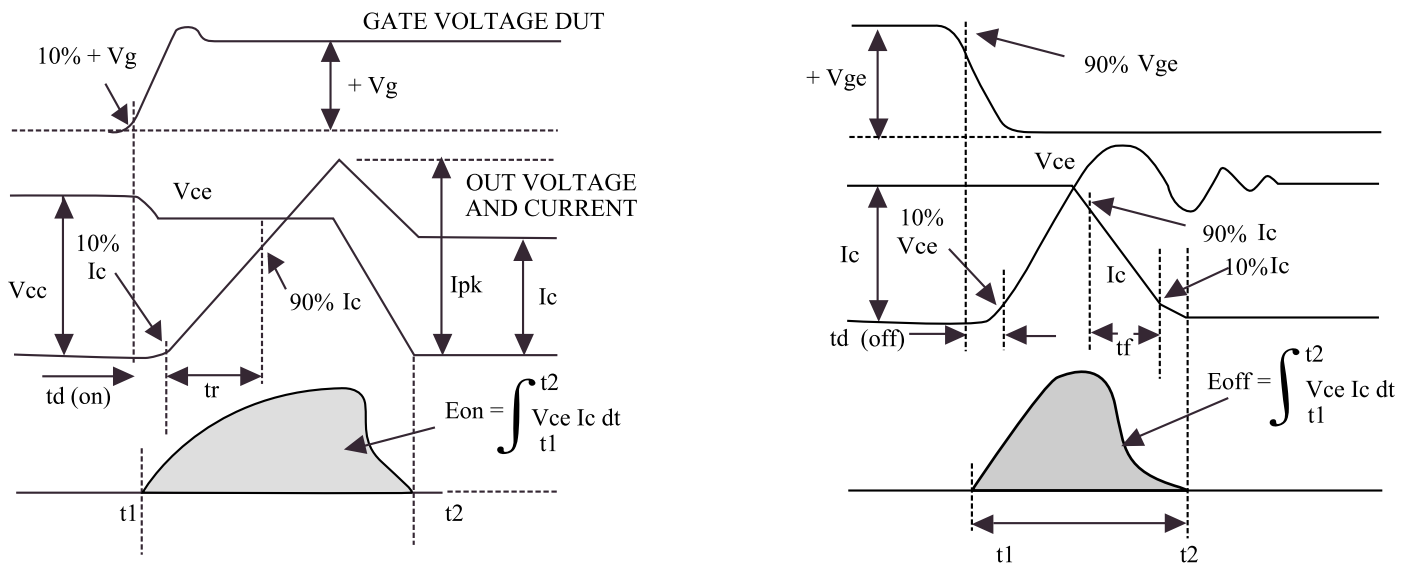 GATE VOLTAGE DUT
10% + Vg
+ Vg
Vce
OUT VOLTAGE
AND CURRENT
10%
Ic
Vcc
90% Ic
Ipk
Ic
td (on)
tr
t2
Eon = ∫ Vce Ic dt
t1
t1
t2
90% Vge
+ Vge
Vce
10%
Vce
90% Ic
Ic
Ic
10% Ic
td (off)
tf
t2
Eoff = ∫ Vce Ic dt
t1
t1
t2